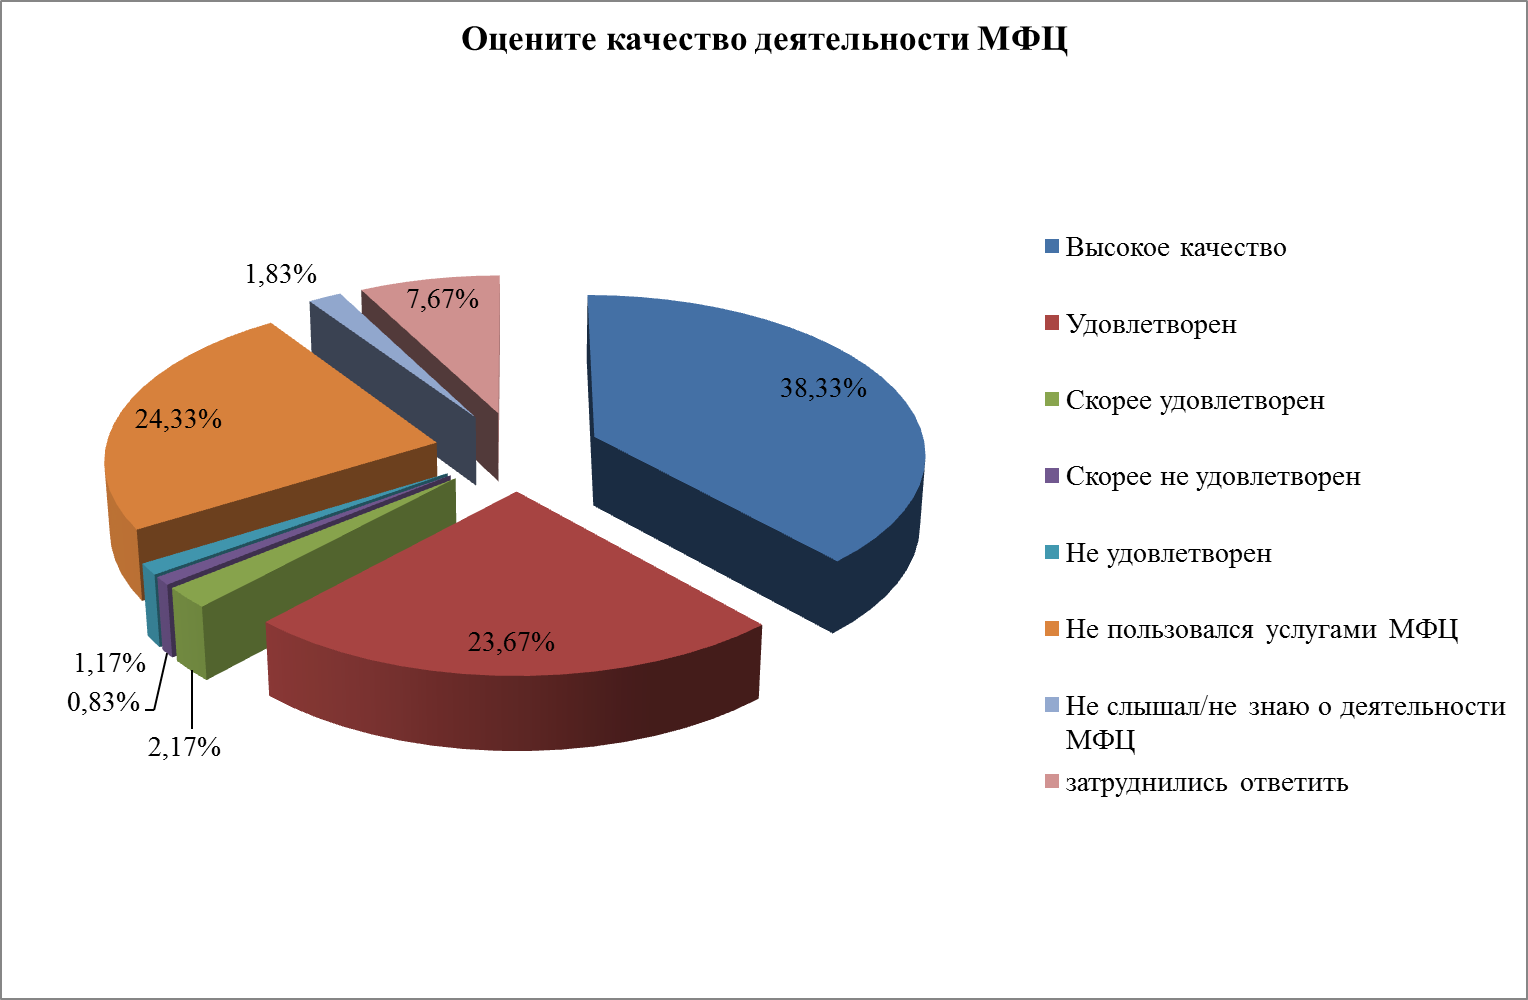 Оцените качество деятельности МФЦ
1,83%
7,67%
38,33%
24,33%
23,67%
1,17%
0,83%
2,17%
Высокое качество
Удовлетворен
Скорее удовлетворен
Скорее не удовлетворен
Не удовлетворен
Не пользовался услугами МФЦ
Не слышал/не знаю о деятельности
МФЦ
затруднились ответить